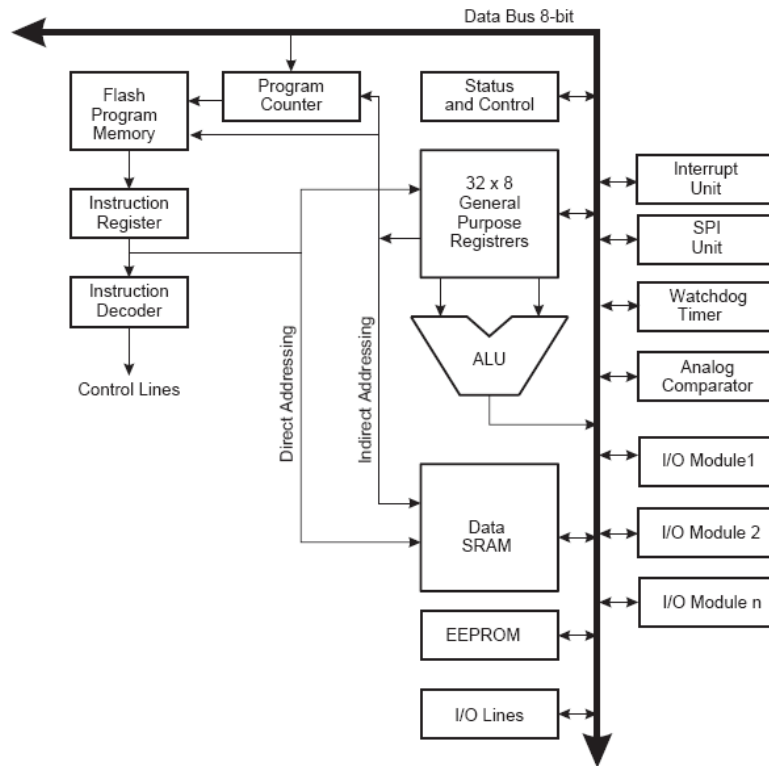 Data Bus 8-bit
Flash
Program
Memory
Program
Counter
Status
and Control
Instruction
Register
32 x 8
General
Purpose
Registrers
Interrupt
Unit
SPI
Unit
Instruction
Decoder
Watchdog
Timer
ALU
Analog
Comparator
Control Lines
Direct Addressing
Indirect Addressing
I/O Module1
Data
SRAM
I/O Module 2
I/O Module n
EEPROM
I/O Lines